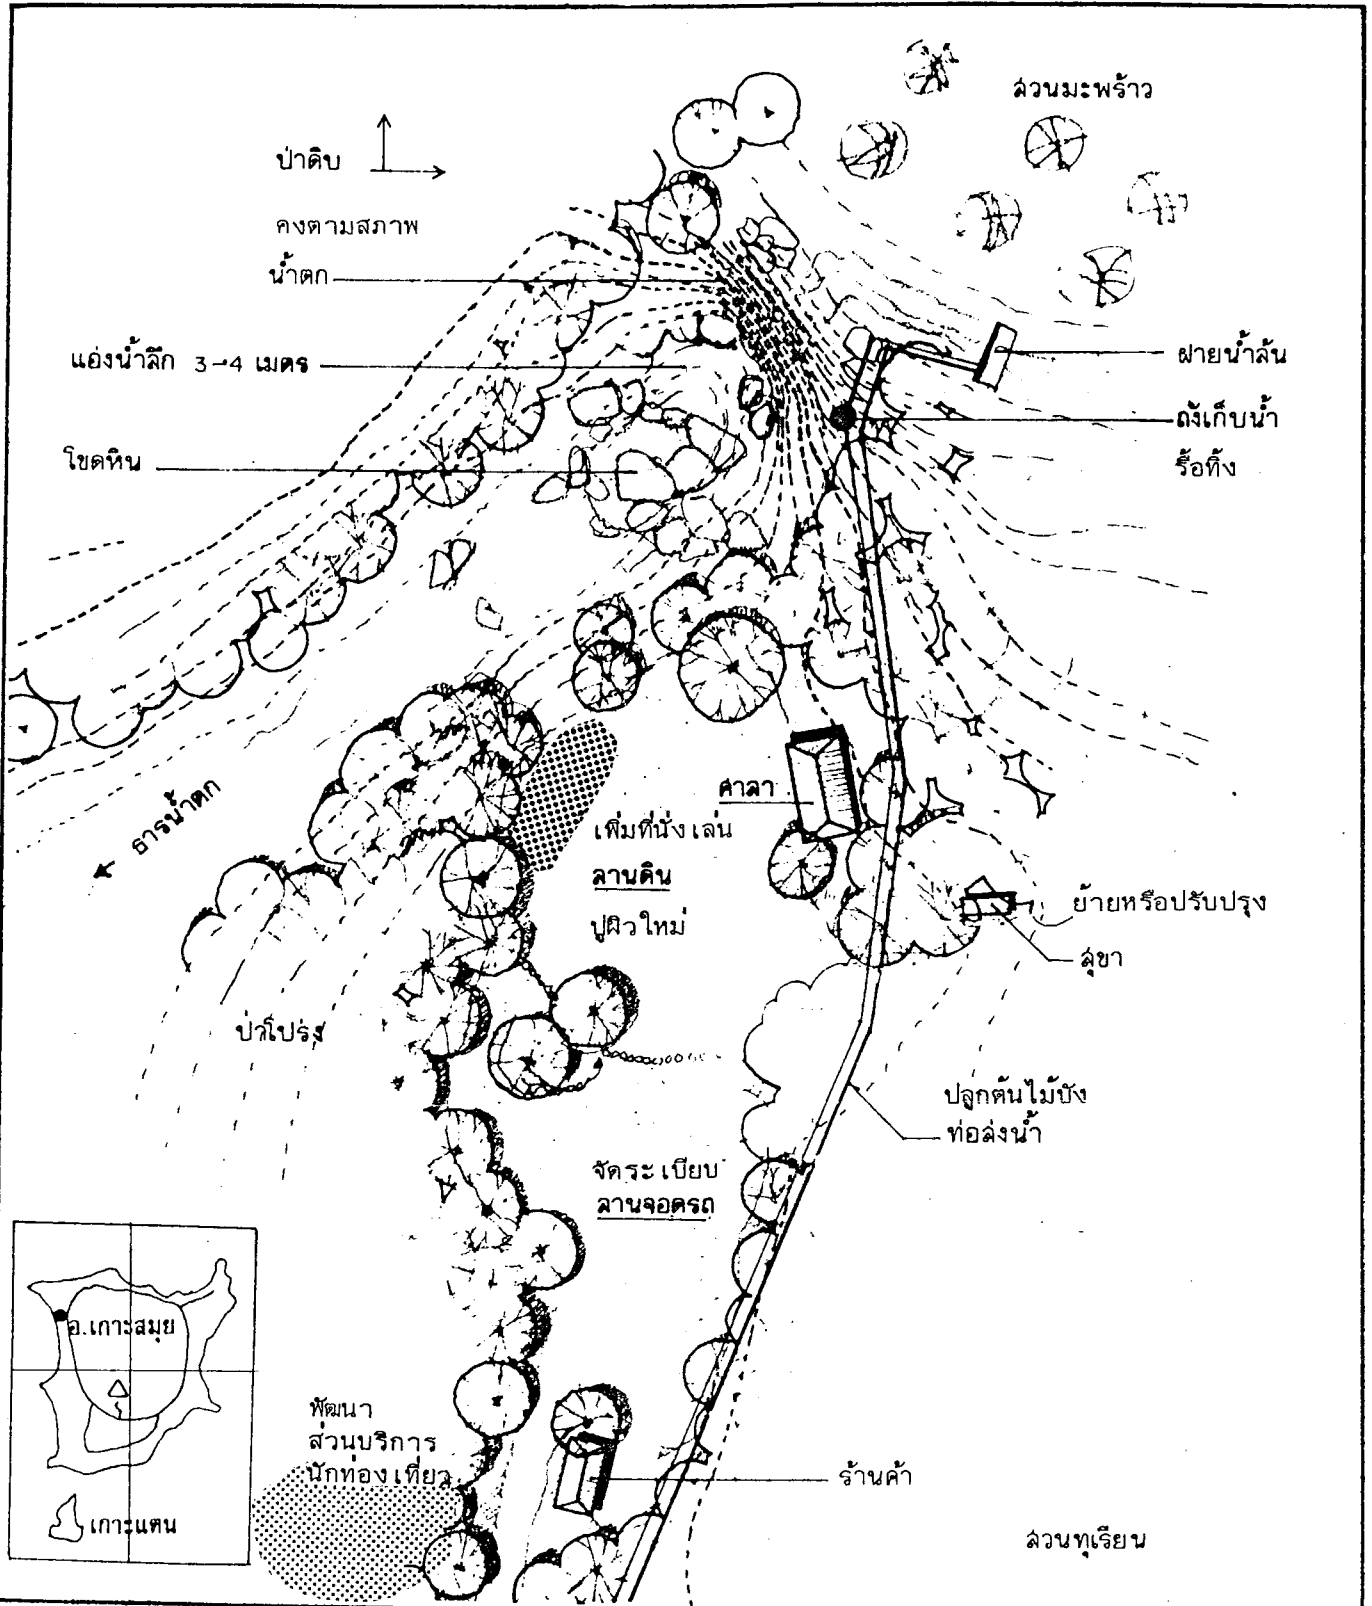 สวนมะพร้าว
ป่าดิบ
คงตามสภาพ
น้ำตก
แอ่งน้ำลึก 3-4 เมตร
ฝายน้ำล้น
ถังเก็บน้ำ
รื้อทิ้ง
โขดหิน
ธารน้ำตก
ศาลา
เพิ่มที่นั่งเล่น
ลานดิน
ปูผิวใหม่
ย้ายหรือปรับปรุง
สุขา
ป่าโปร่ง
ปลูกต้นไม้บัง
ท่อส่งน้ำ
จัดระเบียบ
ลานจอดรถ
อ.เกาะสมุย
เกาะแตน
พัฒนา
ส่วนบริการ
นักท่องเที่ยว
ร้านค้า
สวนทุเรียน